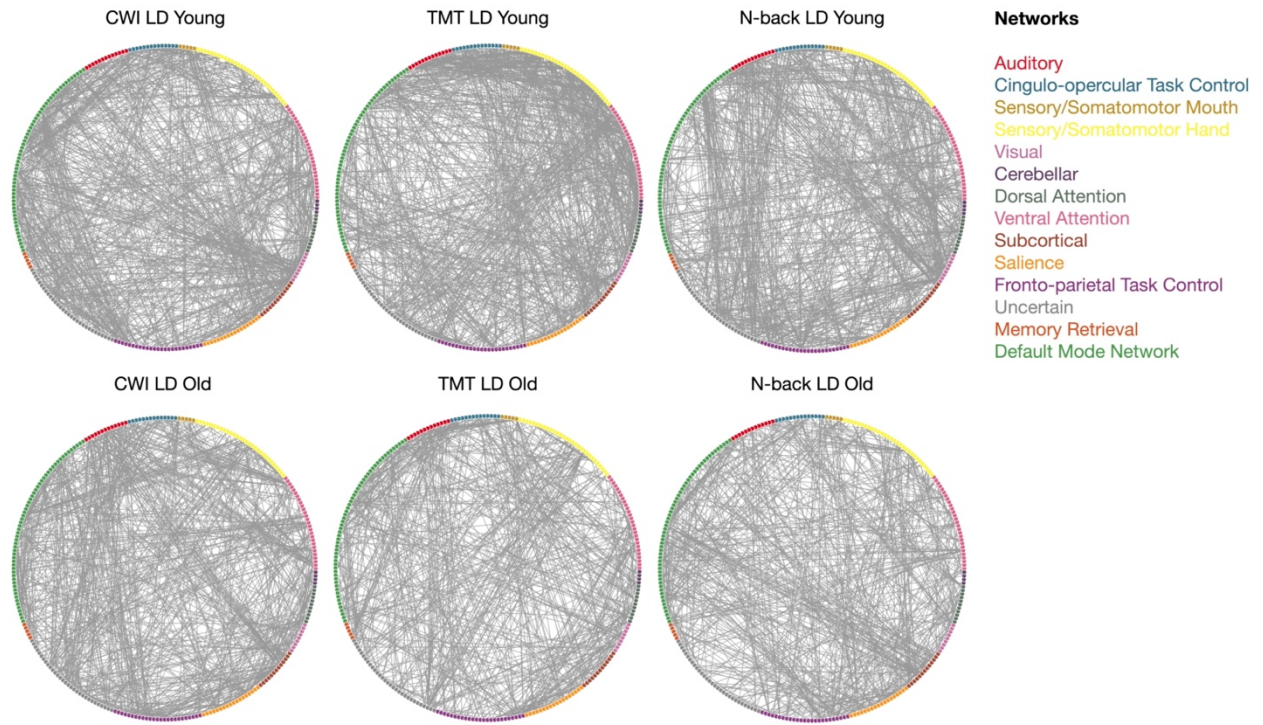 CWI LD Young
TMT LD Young
N-back LD Young
Networks
Auditory
Cingulo-opercular Task Control
Sensory/Somatomotor Mouth
Sensory/Somatomotor Hand
Visual
Cerebellar
Dorsal Attention
Ventral Attention
Subcortical
Salience
Fronto-parietal Task Control
Uncertain
Memory Retrieval
Default Mode Network
CWI LD Old
TMT LD Old
N-back LD Old